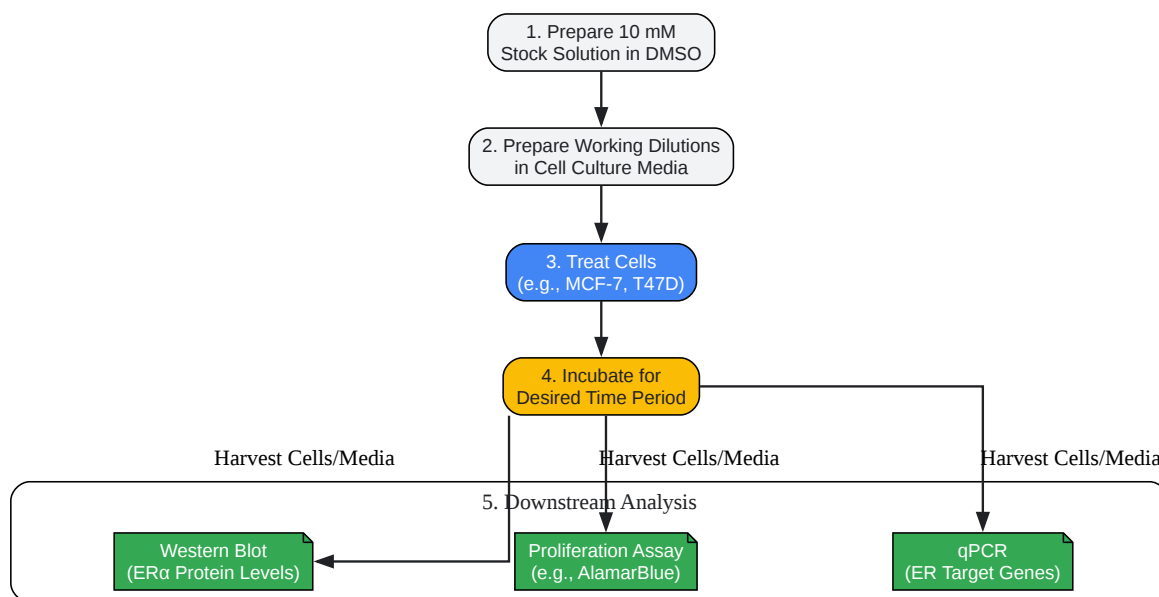 1. Prepare 10 mM
Stock Solution in DMSO
2. Prepare Working Dilutions
in Cell Culture Media
3. Treat Cells
(e.g., MCF-7, T47D)
4. Incubate for
Desired Time Period
Harvest Cells/Media
Harvest Cells/Media
Harvest Cells/Media
5. Downstream Analysis
Western Blot
(ERα Protein Levels)
Proliferation Assay
(e.g., AlamarBlue)
qPCR
(ER Target Genes)